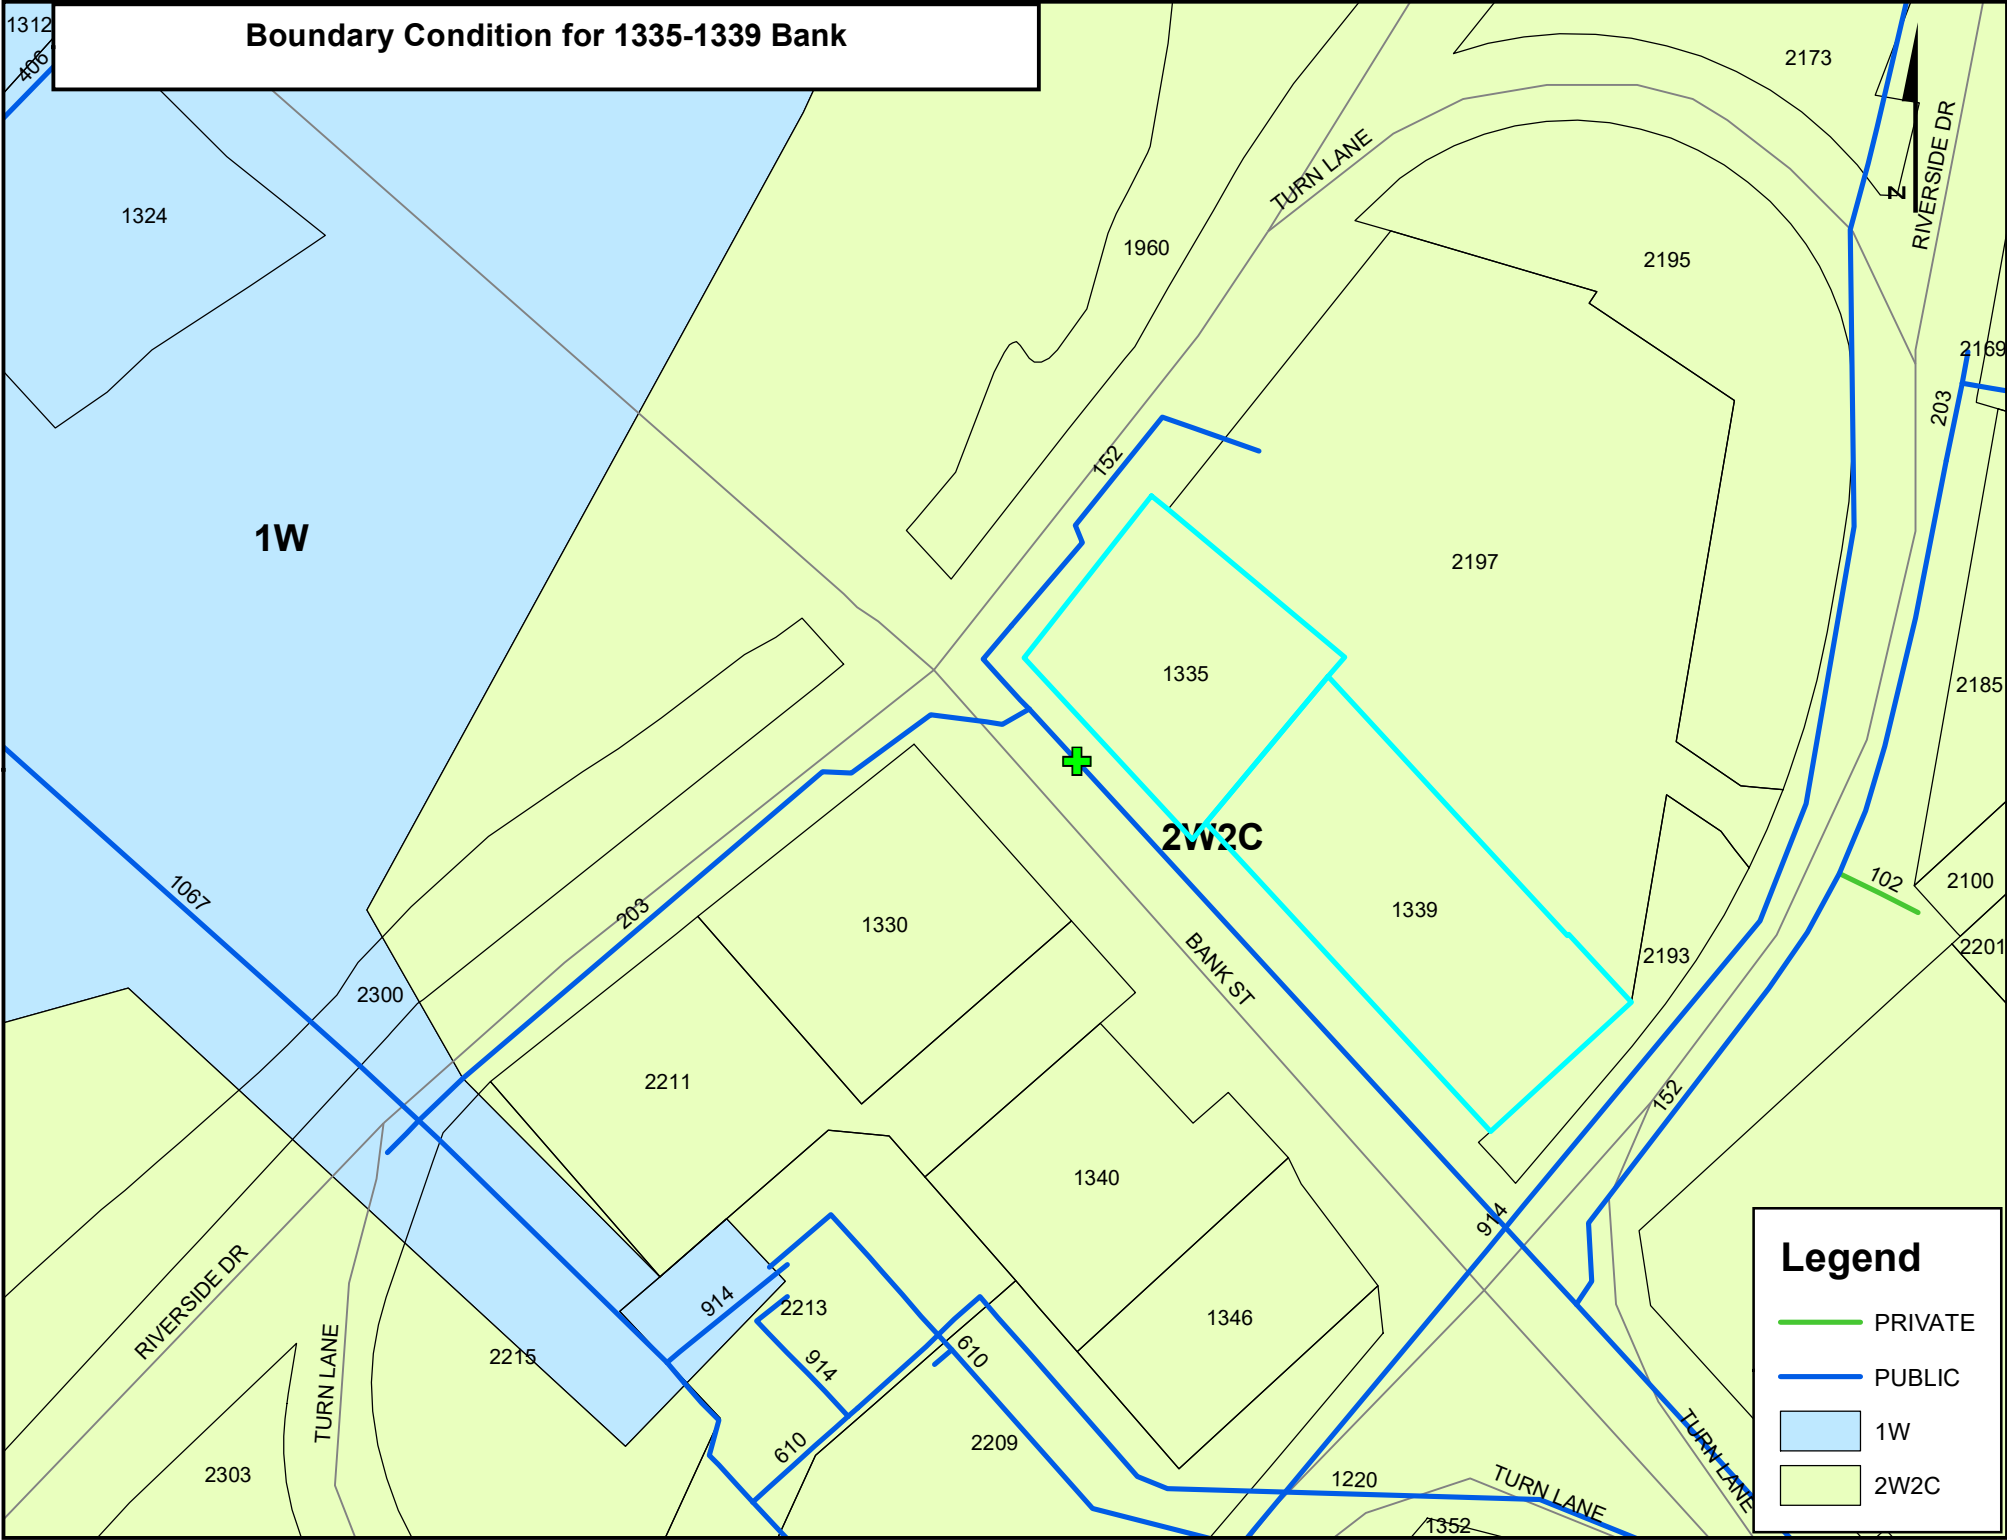 Boundary Condition for 1335-1339 Bank
1312
406
2173
RIVERSIDE DR
N
TURN LANE
1324
1960
2195
2169
203
152
1W
2197
1335
2185
2W2C
1067
203
1330
1339
102
2100
2193
2201
BANK ST
2300
2211
152
1340
914
RIVERSIDE DR
914
2213
1346
TURN LANE
2215
914
610
610
2209
2303
1220
TURN LANE
TURN LANE
1352
Legend
PRIVATE
PUBLIC
1W
2W2C